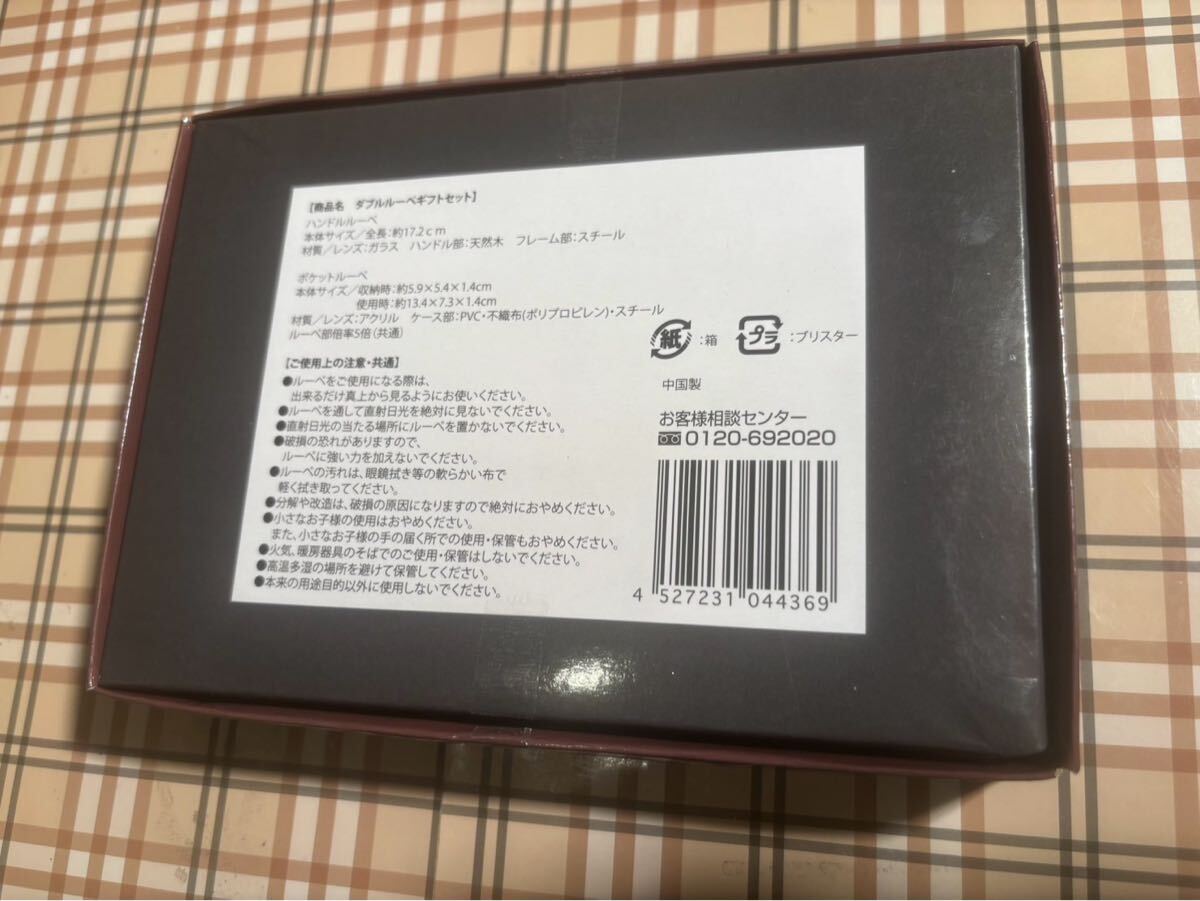 【商品名　ダブルルーペギフトセット】
ハンドルルーペ
本体サイズ／全長：約17.2ｃｍ
材質／レンズ：ガラス　ハンドル部：天然木　フレーム部：スチール
ポケットルーペ
本体サイズ／収納時：約5.9×5.4×1.4cm
使用時：約13.4×7.3×1.4cm
材質／レンズ：アクリル　ケース部：PVC・不織布(ポリプロピレン)・スチール
ルーペ部倍率5倍（共通）
【ご使用上の注意・共通】
●ルーペをご使用になる際は、
出来るだけ真上から見るようにお使いください。
●ルーペを通して直射日光を絶対に見ないでください。
●直射日光の当たる場所にルーペを置かないでください。
●破損の恐れがありますので、
ルーペに強い力を加えないでください。
●ルーペの汚れは、眼鏡拭き等の軟らかい布で
軽く拭き取ってください。
●分解や改造は、破損の原因になりますので絶対におやめください。
●小さなお子様の使用はおやめください。
また、小さなお子様の手の届く所での使用・保管もおやめください。
●火気、暖房器具のそばでのご使用・保管はしないでください。
●高温多湿の場所を避けて保管してください。
●本来の用途目的以外に使用しないでください。
紙：箱　プラ：ブリスター
中国製
お客様相談センター
0120-692020
4 527231 044369